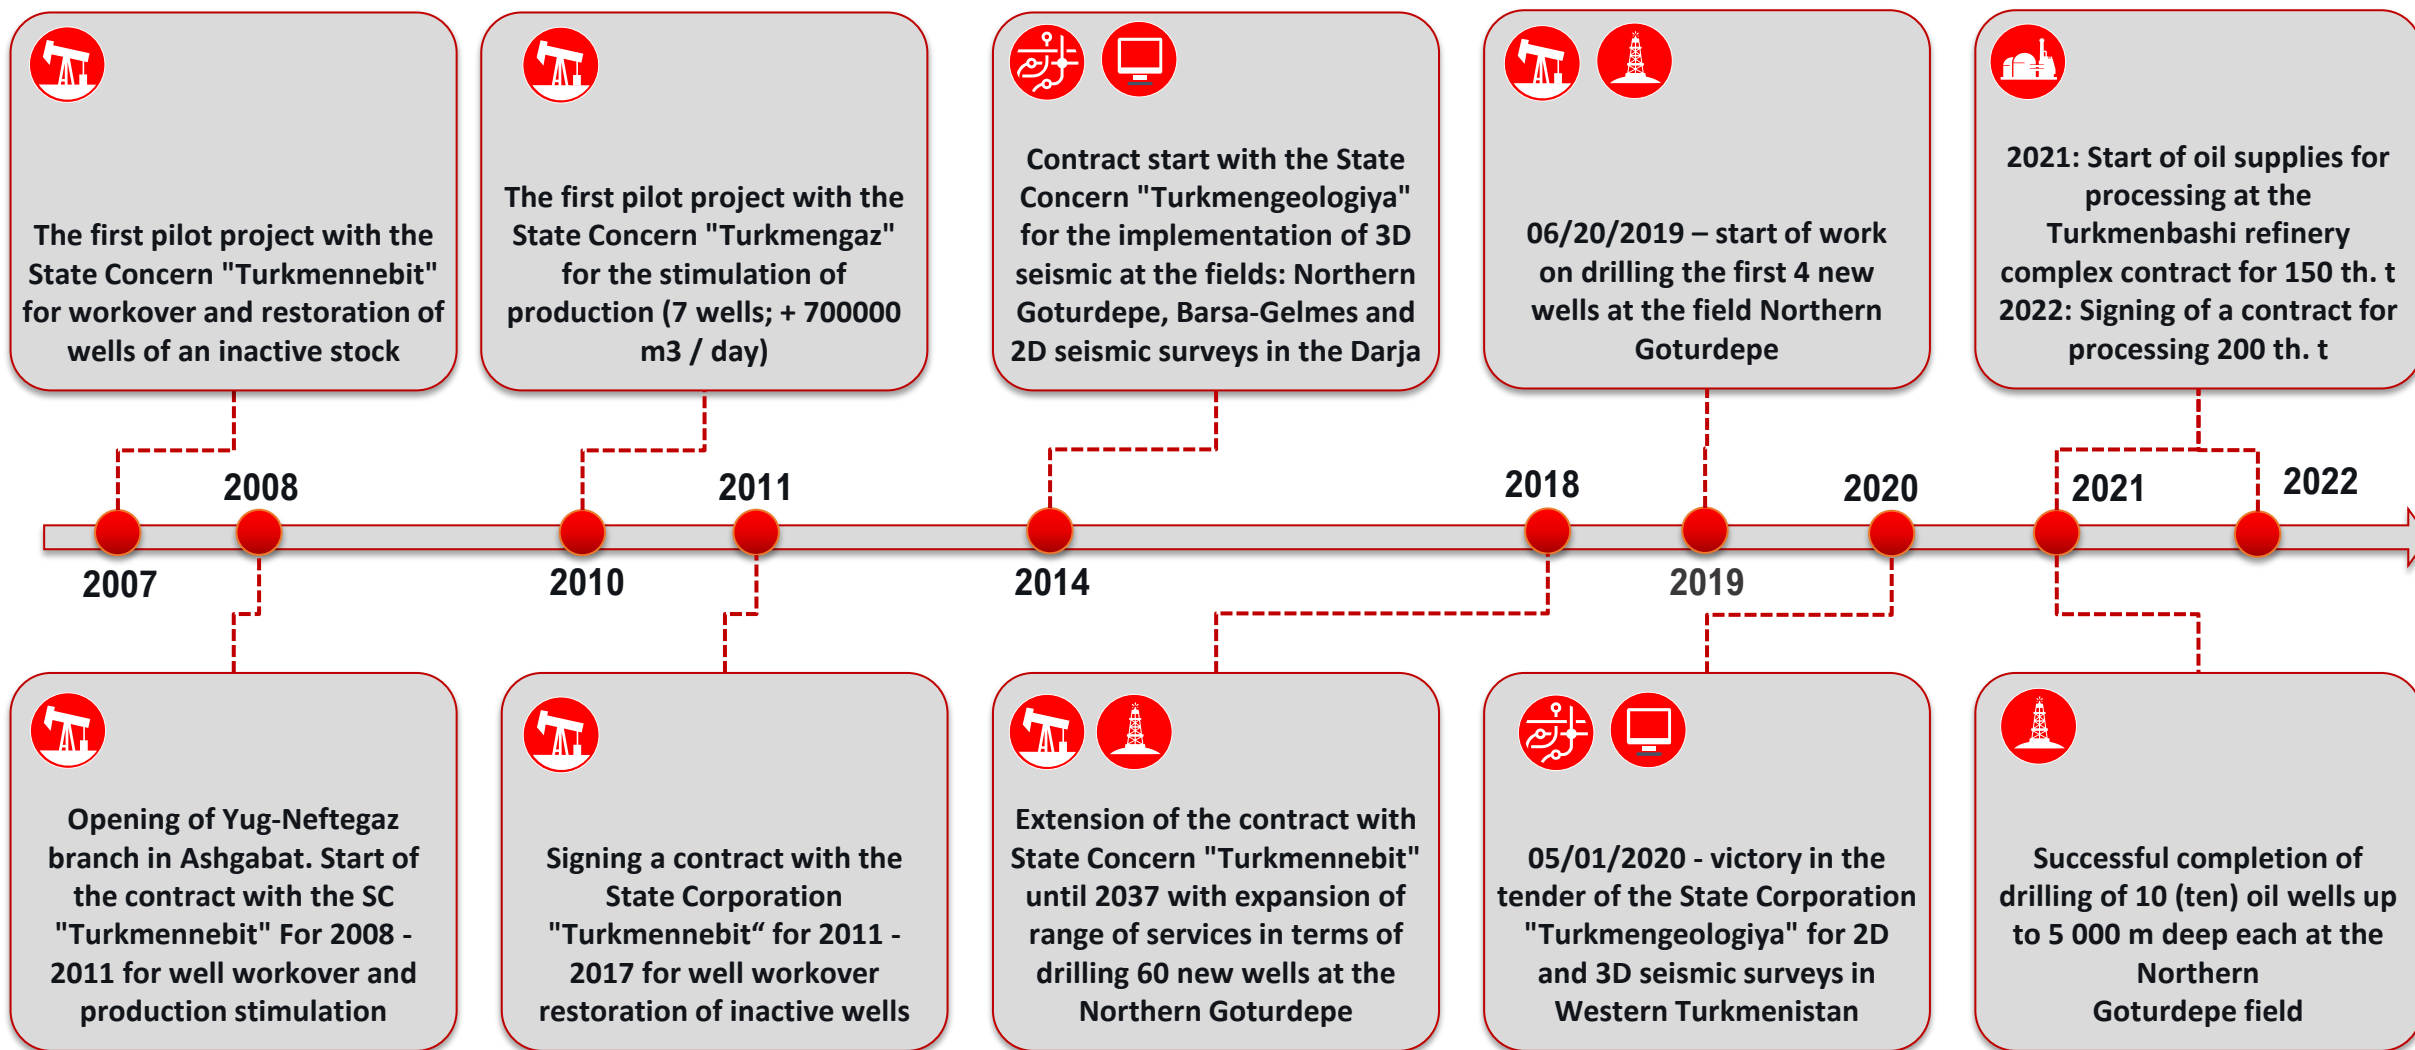 The first pilot project with the
State Concern "Turkmennebit"
for workover and restoration of
wells of an inactive stock
The first pilot project with the
State Concern "Turkmengaz"
for the stimulation of
production (7 wells; + 700000
m3 / day)
Contract start with the State
Concern "Turkmengeologiya"
for the implementation of 3D
seismic at the fields: Northern
Goturdepe, Barsa-Gelmes and
2D seismic surveys in the Darja
06/20/2019 – start of work
on drilling the first 4 new
wells at the field Northern
Goturdepe
2021: Start of oil supplies for
processing at the
Turkmenbashi refinery
complex contract for 150 th. t
2022: Signing of a contract for
processing 200 th. t
2008
2011
2018
2020
2021
2022
2007
2010
2014
2019
Opening of Yug-Neftegaz
branch in Ashgabat. Start of
the contract with the SC
"Turkmennebit" For 2008 -
2011 for well workover and
production stimulation
Signing a contract with the
State Corporation
"Turkmennebit“ for 2011 -
2017 for well workover
restoration of inactive wells
Extension of the contract with
State Concern "Turkmennebit"
until 2037 with expansion of
range of services in terms of
drilling 60 new wells at the
Northern Goturdepe
05/01/2020 - victory in the
tender of the State Corporation
"Turkmengeologiya" for 2D
and 3D seismic surveys in
Western Turkmenistan
Successful completion of
drilling of 10 (ten) oil wells up
to 5 000 m deep each at the
Northern
Goturdepe field